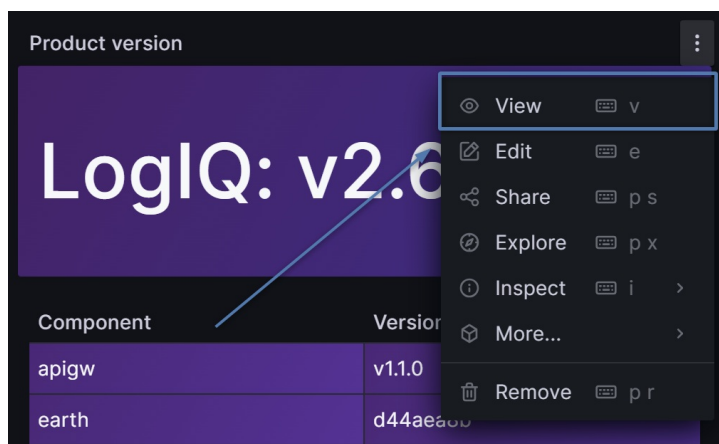 Product version
LogIQ: v2.6
View v
Edit e
Share p s
Explore p x
Inspect i
More...
Remove p r
Component Version
apigw v1.1.0
earth d44aea8b